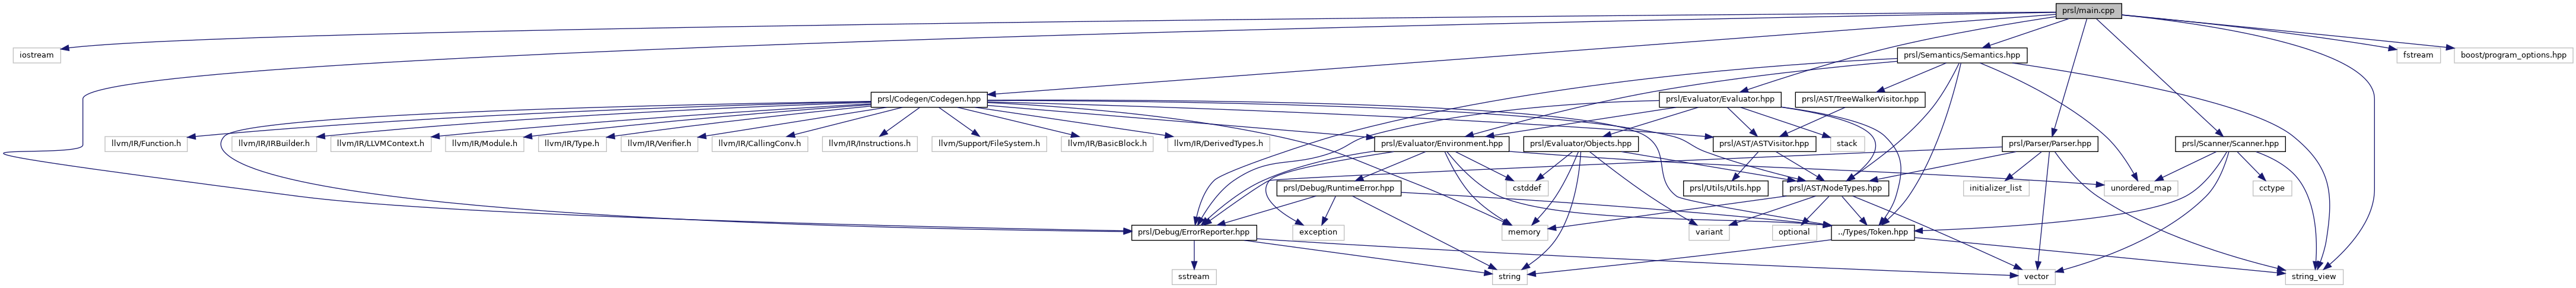 prsl/main.cpp
iostream
prsl/Semantics/Semantics.hpp
fstream
boost/program_options.hpp
prsl/Codegen/Codegen.hpp
prsl/Evaluator/Evaluator.hpp
prsl/AST/TreeWalkerVisitor.hpp
llvm/IR/Function.h
llvm/IR/IRBuilder.h
llvm/IR/LLVMContext.h
llvm/IR/Module.h
llvm/IR/Type.h
llvm/IR/Verifier.h
llvm/IR/CallingConv.h
llvm/IR/Instructions.h
llvm/Support/FileSystem.h
llvm/IR/BasicBlock.h
llvm/IR/DerivedTypes.h
prsl/Evaluator/Environment.hpp
prsl/Evaluator/Objects.hpp
prsl/AST/ASTVisitor.hpp
stack
prsl/Parser/Parser.hpp
prsl/Scanner/Scanner.hpp
prsl/Debug/RuntimeError.hpp
cstddef
prsl/Utils/Utils.hpp
prsl/AST/NodeTypes.hpp
initializer_list
unordered_map
cctype
prsl/Debug/ErrorReporter.hpp
exception
memory
variant
optional
../Types/Token.hpp
sstream
string
vector
string_view